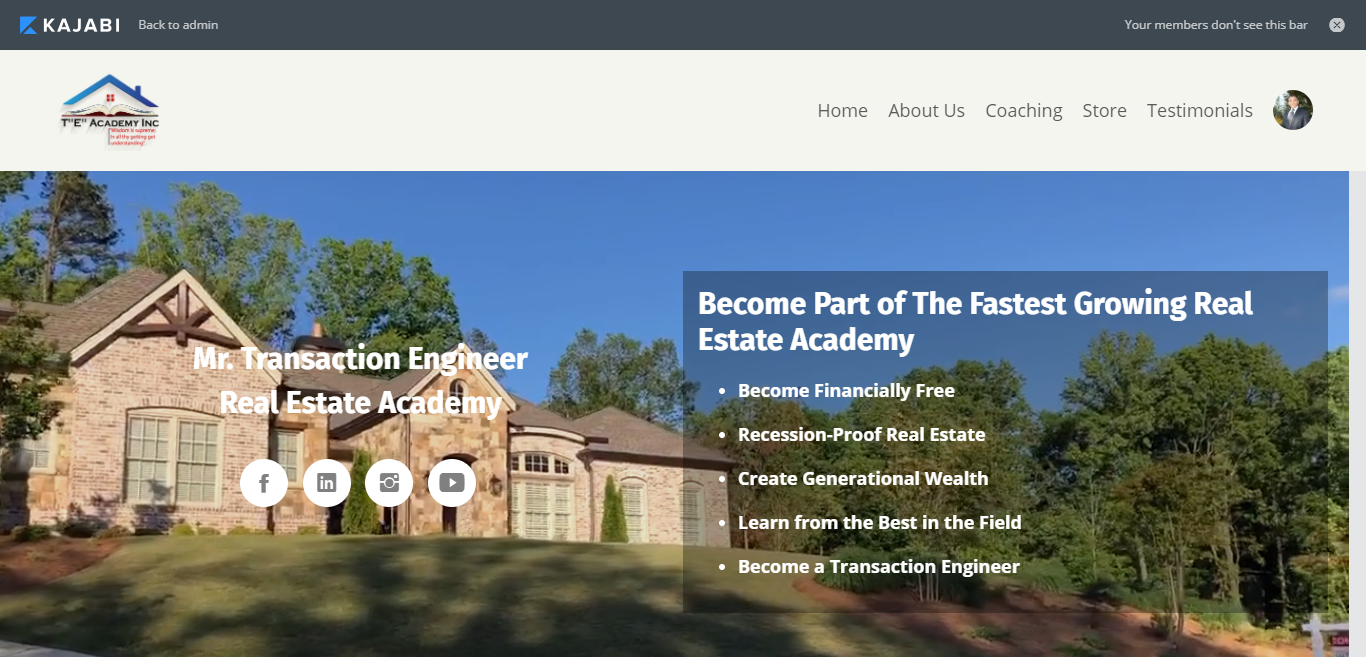 KAJABI Back to admin Your members don't see this bar
T"E" ACADEMY INC
"Wisdom is supreme;
in all thy getting get
understanding".
Home About Us Coaching Store Testimonials
Mr. Transaction Engineer
Real Estate Academy
Become Part of The Fastest Growing Real
Estate Academy
• Become Financially Free
• Recession-Proof Real Estate
• Create Generational Wealth
• Learn from the Best in the Field
• Become a Transaction Engineer